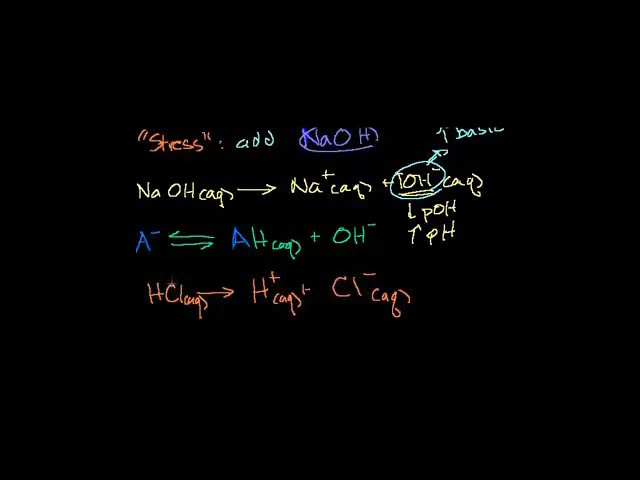 "Stress": add NaOH
↑ basic
NaOH(aq) → Na⁺(aq) + ↑OH⁻(aq)
↓ pOH
↑ pH
A⁻ ⇌ AH(aq) + OH⁻
HCl(aq) → H⁺(aq) + Cl⁻(aq)